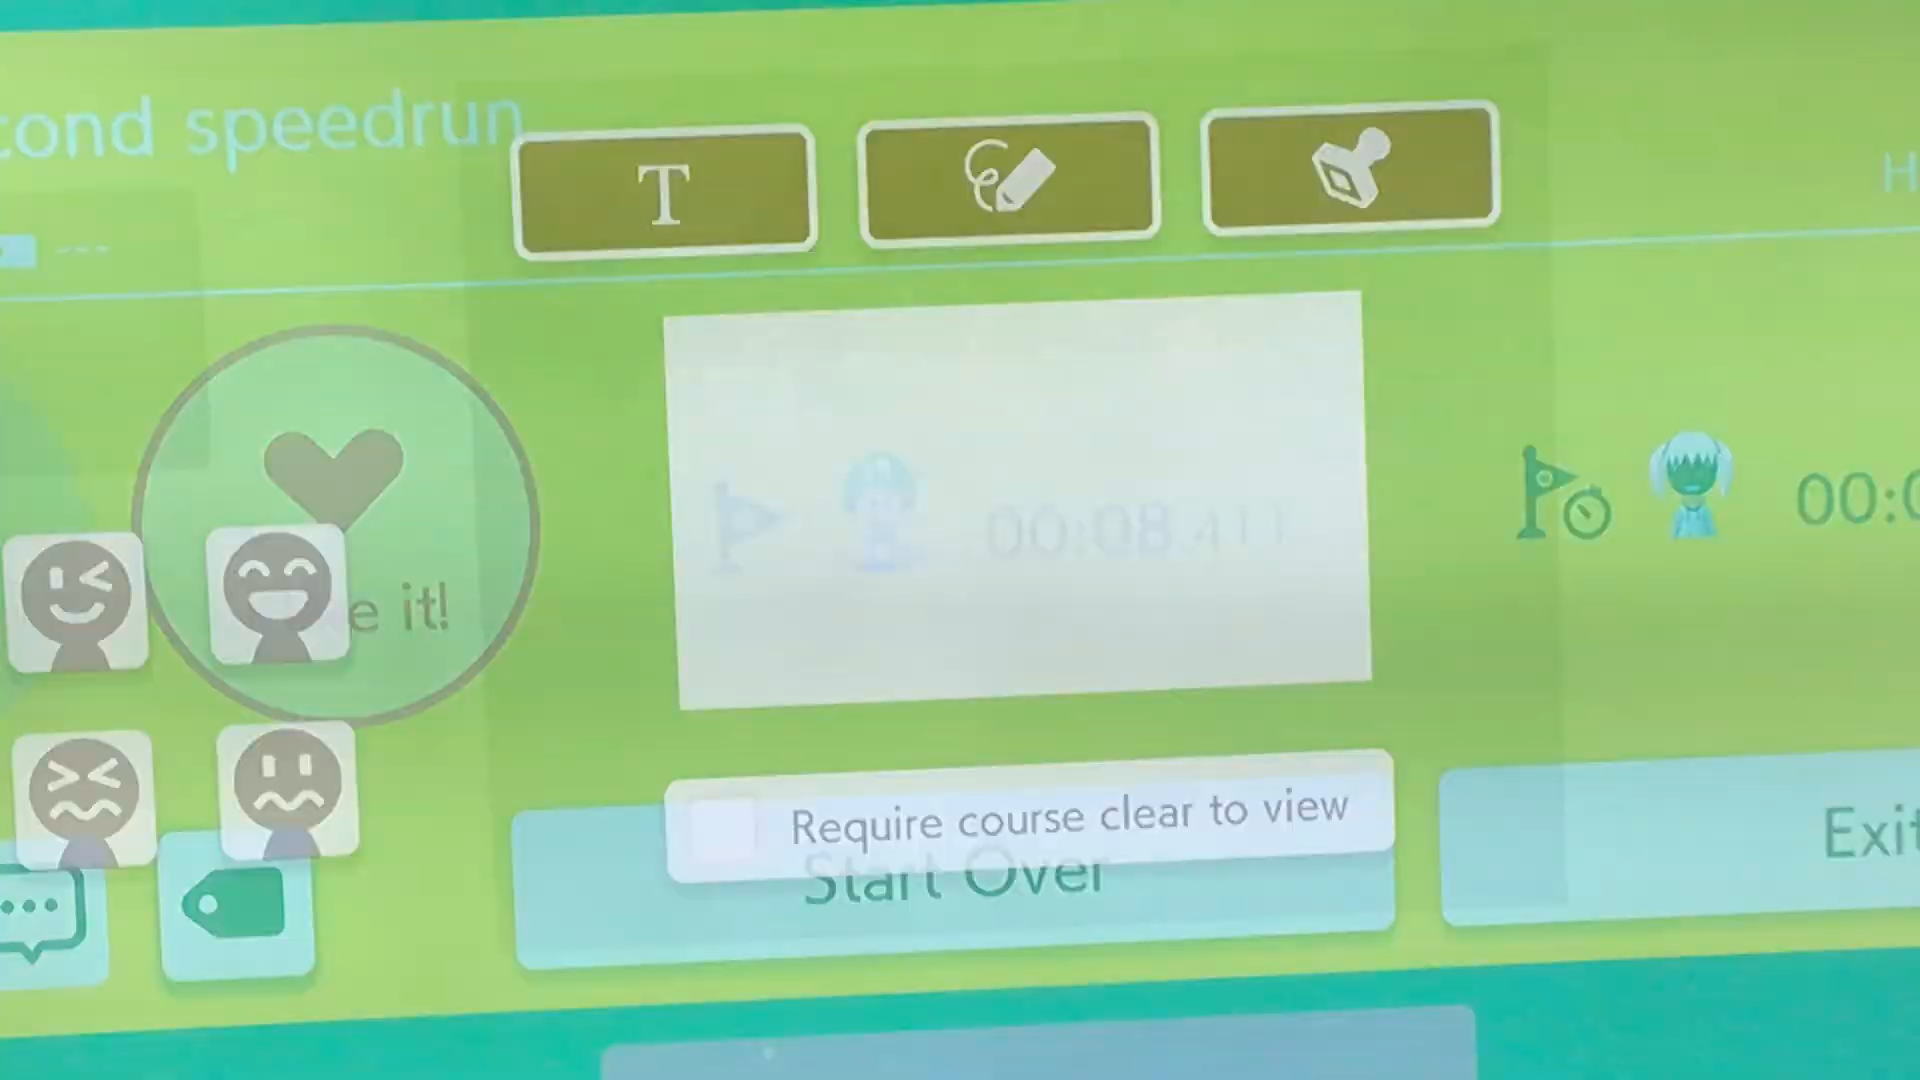 cond speedrun
T
H
---
00:08.411
00:0
e it!
Require course clear to view
Start Over
Exit